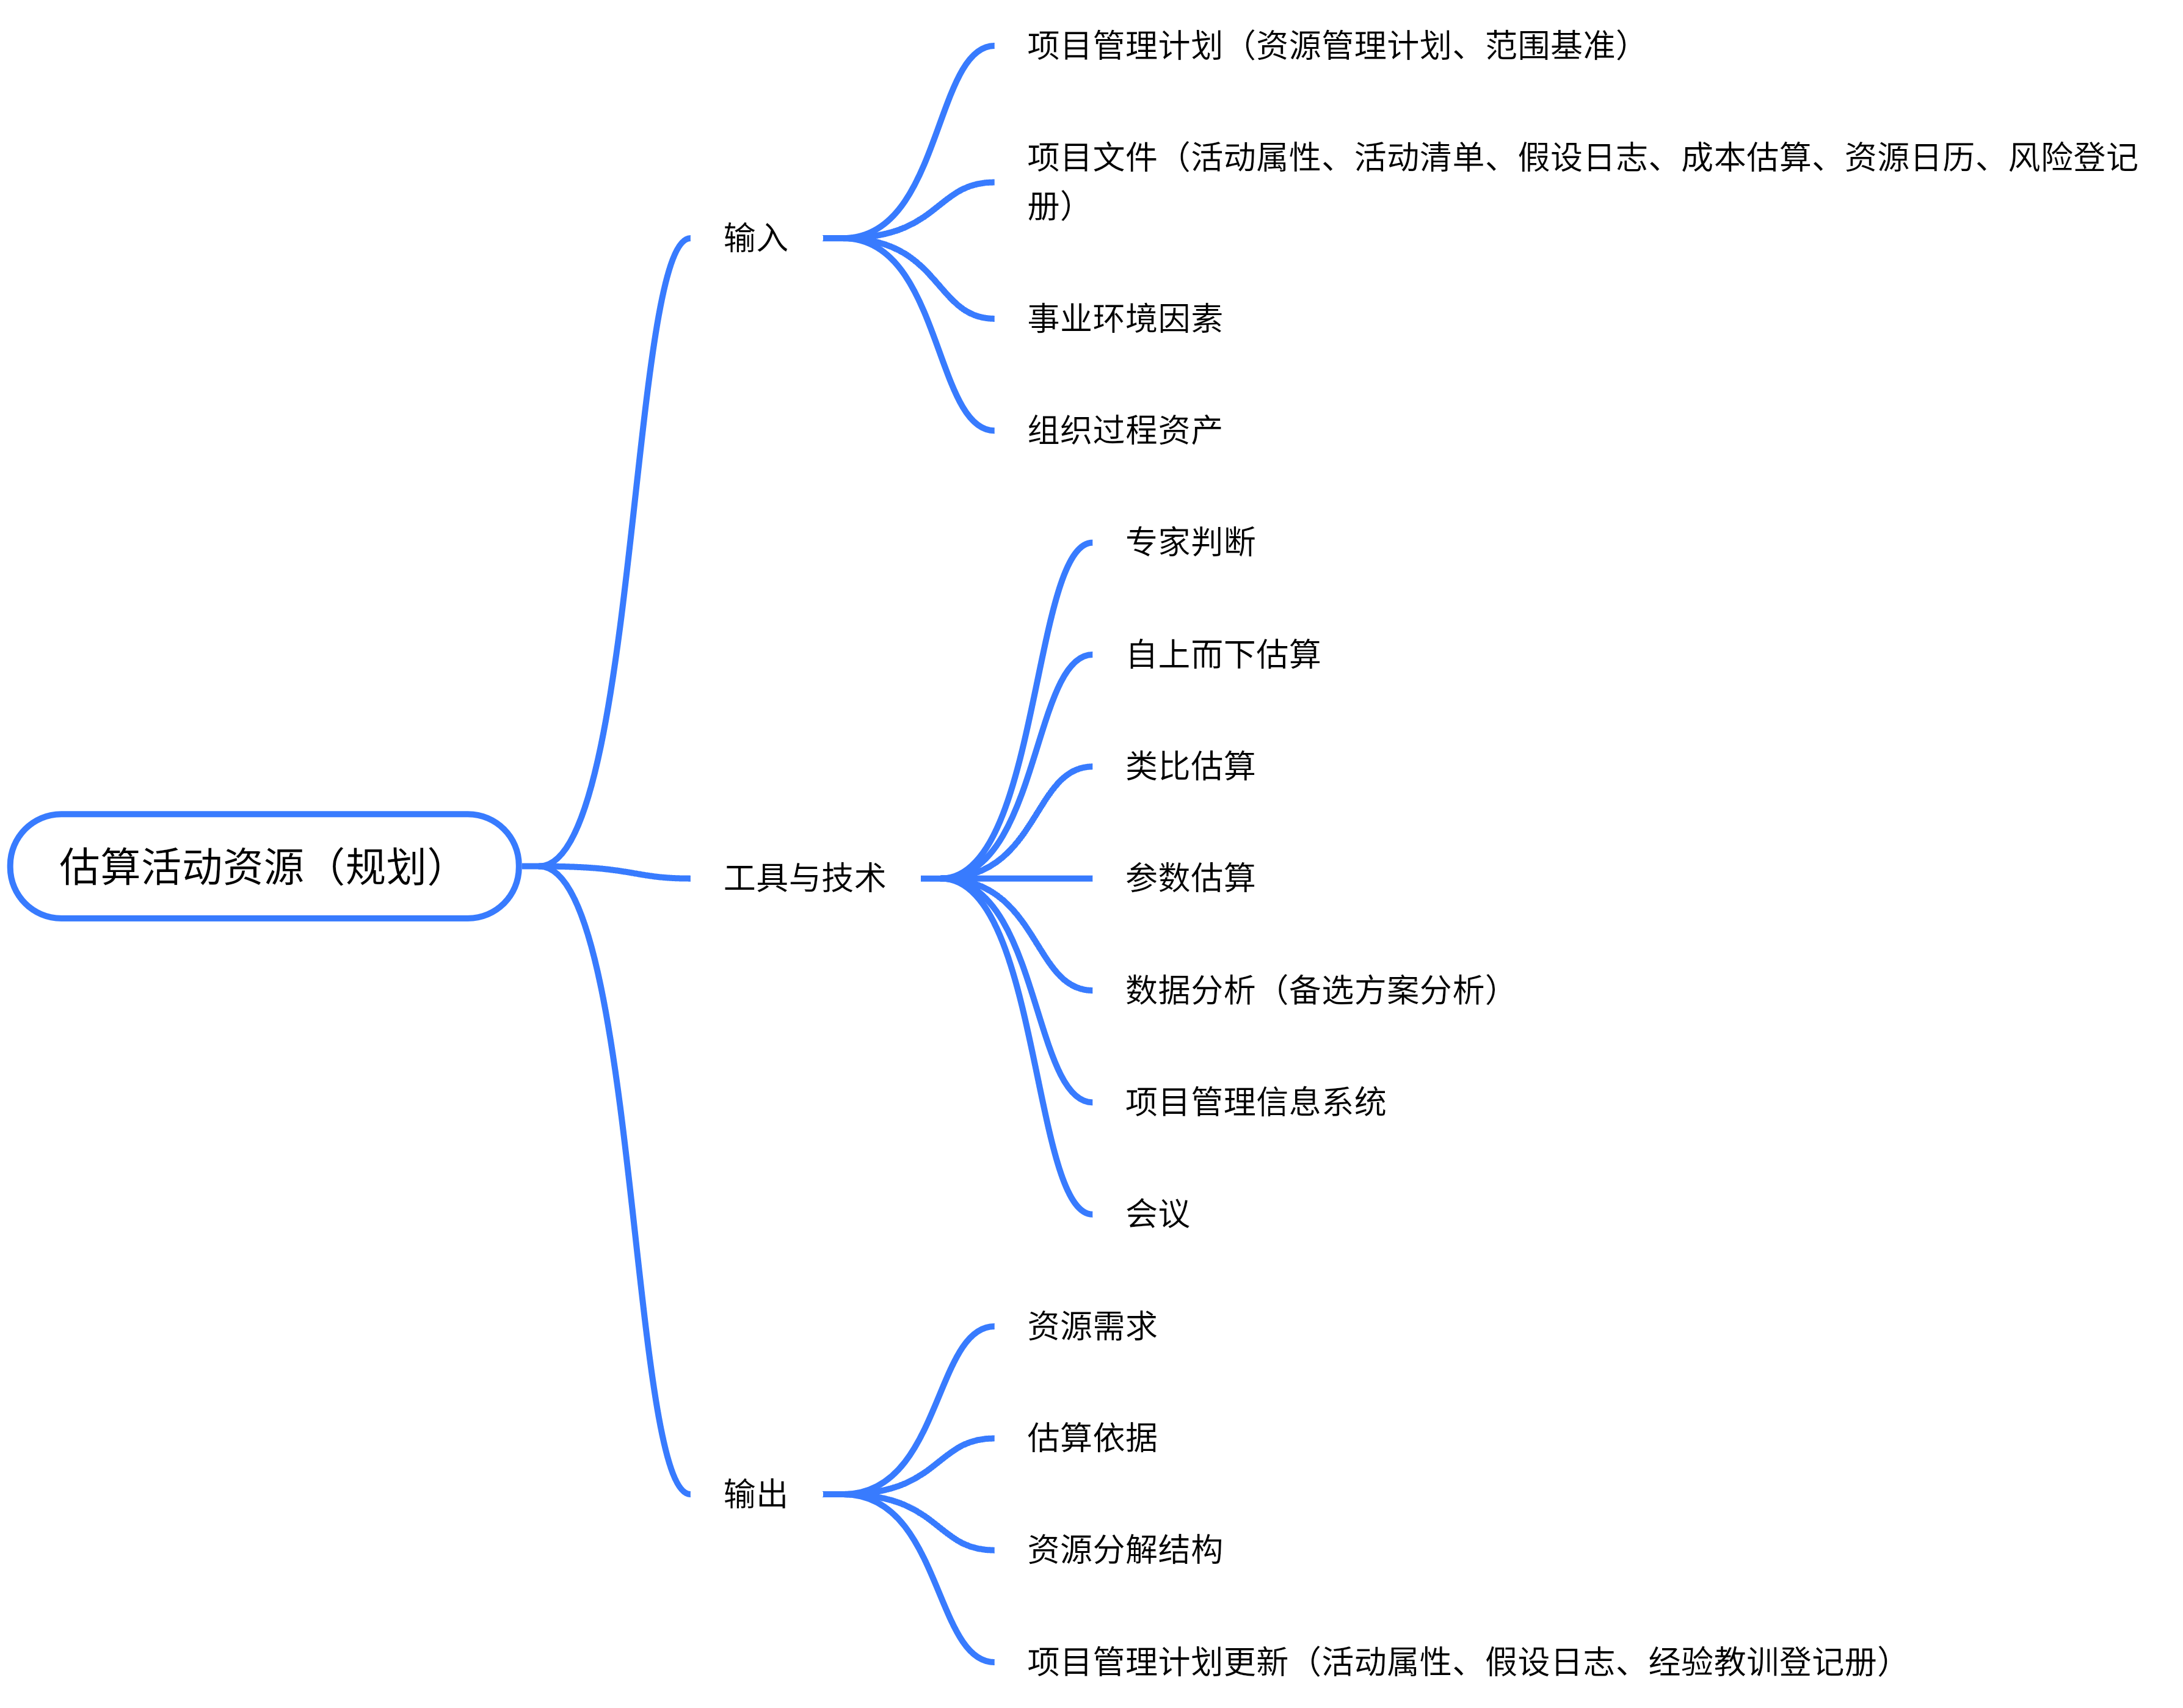 项目管理计划（资源管理计划、范围基准）
项目文件（活动属性、活动清单、假设日志、成本估算、资源日历、风险登记
册）
输入
事业环境因素
组织过程资产
专家判断
自上而下估算
类比估算
估算活动资源（规划）
工具与技术
参数估算
数据分析（备选方案分析）
项目管理信息系统
会议
资源需求
估算依据
输出
资源分解结构
项目管理计划更新（活动属性、假设日志、经验教训登记册）